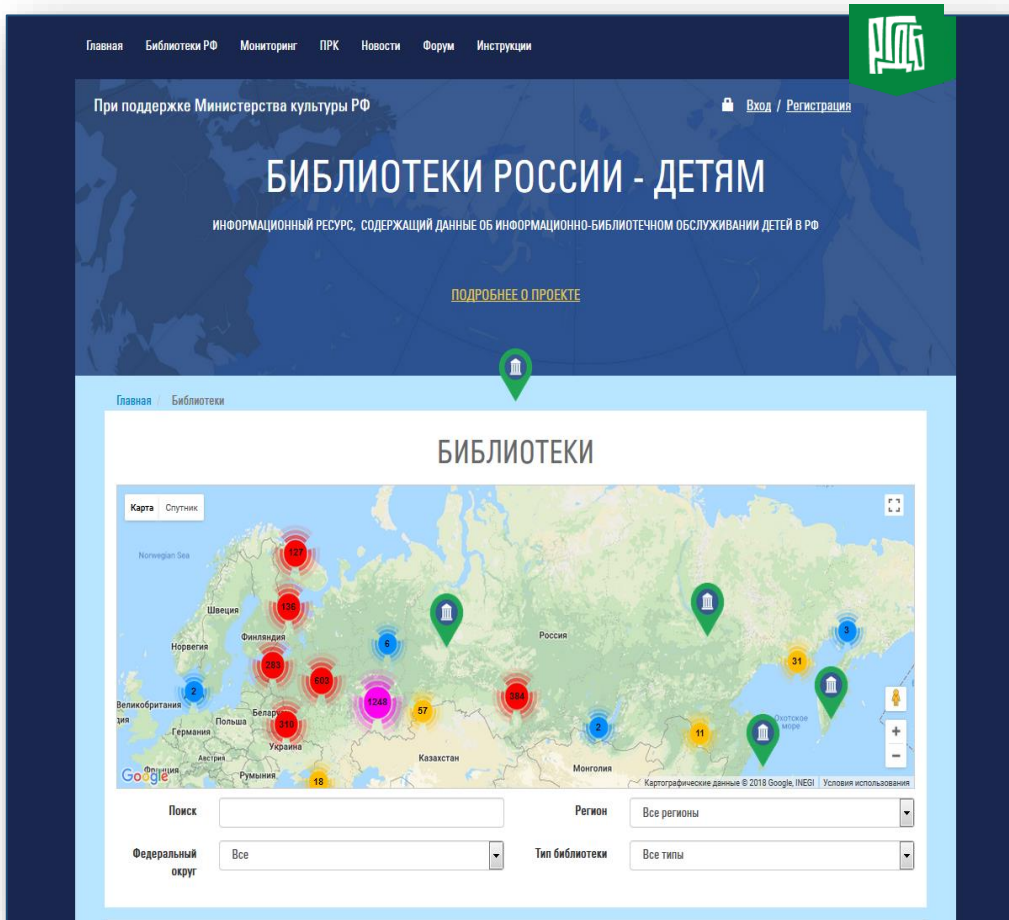 РГДБ
Главная Библиотеки РФ Мониторинг ПРК Новости Форум Инструкции
При поддержке Министерства культуры РФ
Вход / Регистрация
БИБЛИОТЕКИ РОССИИ - ДЕТЯМ
ИНФОРМАЦИОННЫЙ РЕСУРС, СОДЕРЖАЩИЙ ДАННЫЕ ОБ ИНФОРМАЦИОННО-БИБЛИОТЕЧНОМ ОБСЛУЖИВАНИИ ДЕТЕЙ В РФ
ПОДРОБНЕЕ О ПРОЕКТЕ
Главная / Библиотеки
БИБЛИОТЕКИ
Карта Спутник
Norwegian Sea
127
Швеция
136
Финляндия
Норвегия
6
Россия
3
283
31
603
2
384
Великобритания
1248
57
Польша
310
2
11
Германия
Охотское
море
Украина
Казахстан
Австрия
Монголия
Румыния
18
Google
Картографические данные © 2018 Google, INEGI Условия использования
Поиск
Регион Все регионы
Федеральный округ Все
Тип библиотеки Все типы